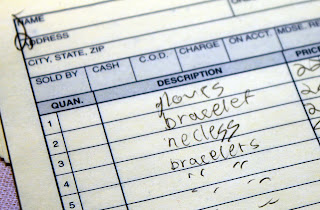 NAME
ADDRESS
CITY, STATE, ZIP
SOLD BY CASH C.O.D. CHARGE ON ACCT. MDSE.
QUAN. DESCRIPTION PRICE
1 gloves
2 bracelet
3 necless
4 bracelets
5 " " "
" "